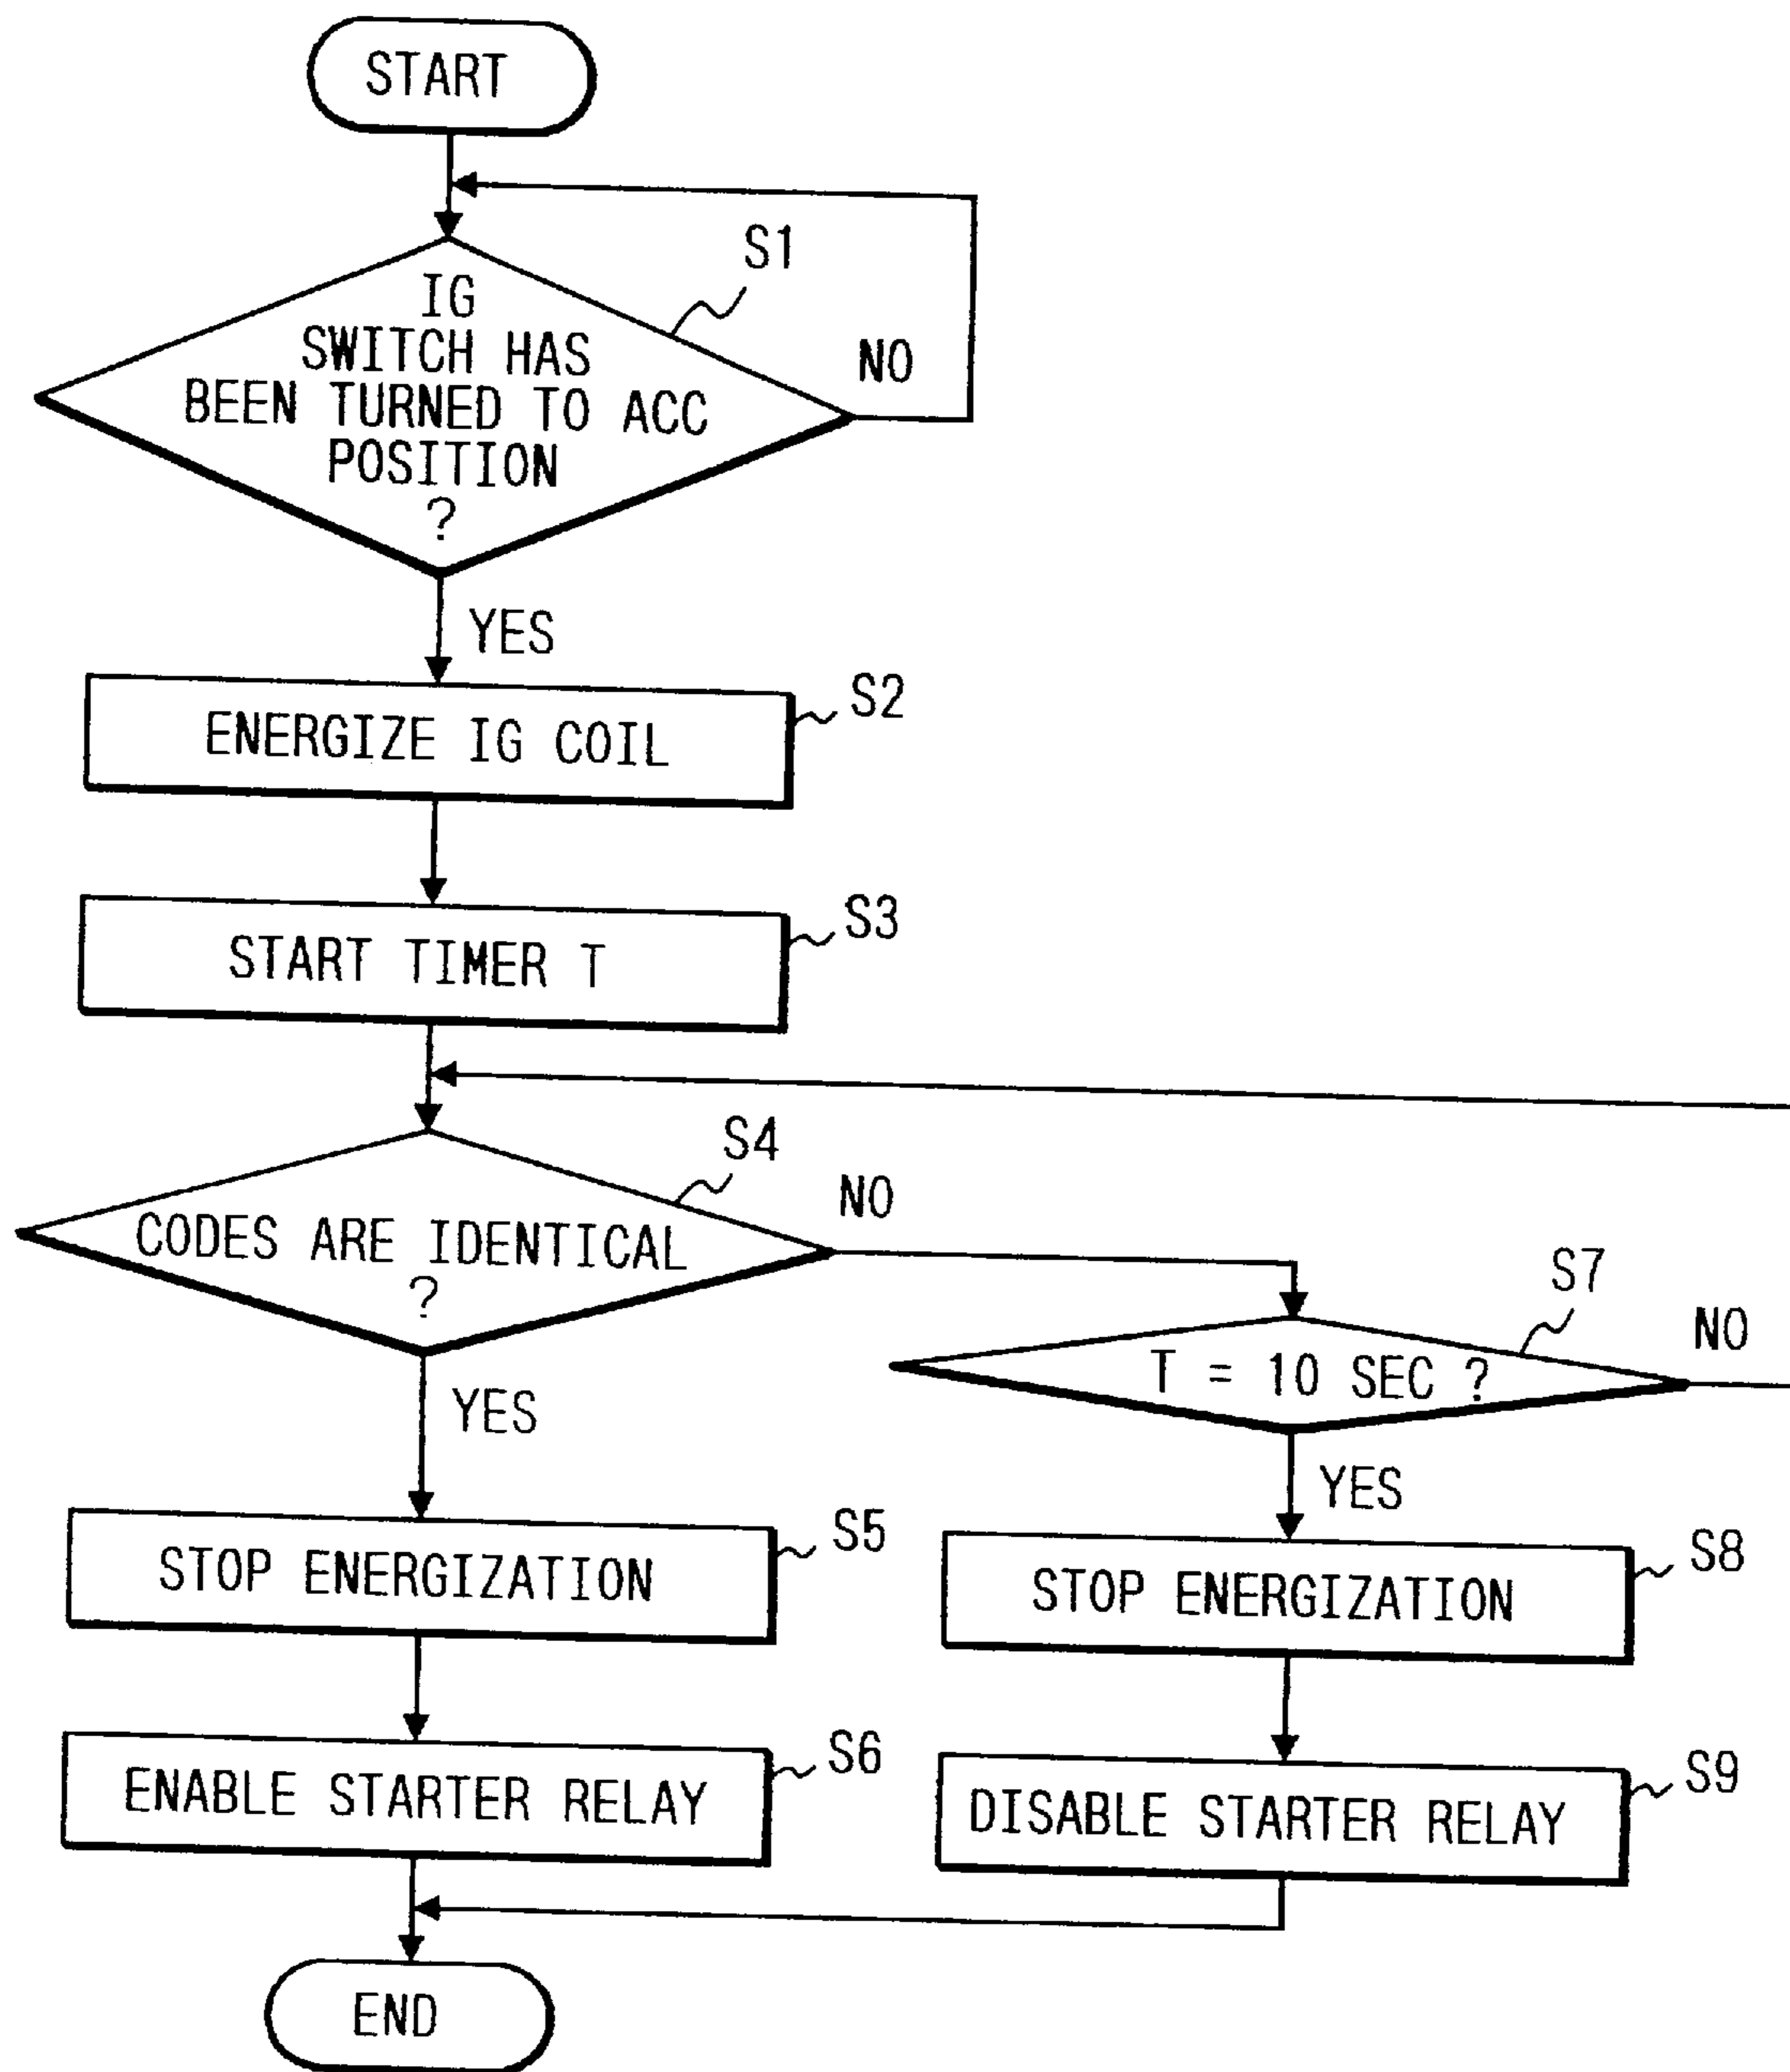 START
S1
IG
SWITCH HAS
BEEN TURNED TO ACC
POSITION
?
NO
YES
S2
ENERGIZE IG COIL
S3
START TIMER T
S4
NO
CODES ARE IDENTICAL
?
S7
NO
T = 10 SEC ?
YES
YES
S5
STOP ENERGIZATION
S8
STOP ENERGIZATION
S6
ENABLE STARTER RELAY
S9
DISABLE STARTER RELAY
END